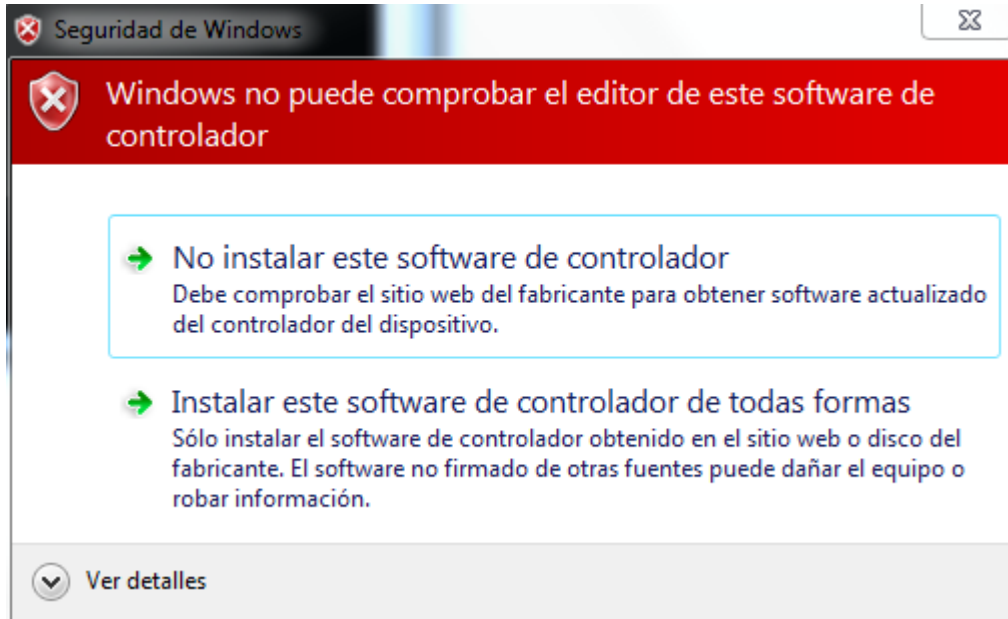 Seguridad de Windows
Windows no puede comprobar el editor de este software de
controlador
No instalar este software de controlador
Debe comprobar el sitio web del fabricante para obtener software actualizado
del controlador del dispositivo.
Instalar este software de controlador de todas formas
Sólo instalar el software de controlador obtenido en el sitio web o disco del
fabricante. El software no firmado de otras fuentes puede dañar el equipo o
robar información.
Ver detalles